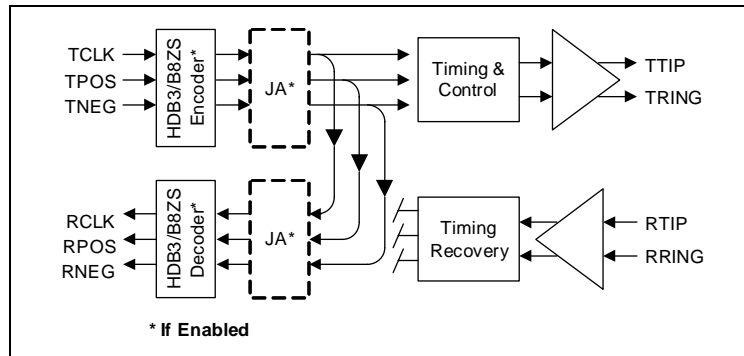 TCLK
TPOS
TNEG
HDB3/B8ZS
Encoder*
JA*
Timing &
Control
TTIP
TRING
RCLK
RPOS
RNEG
HDB3/B8ZS
Decoder*
JA*
Timing
Recovery
RTIP
RRING
* If Enabled